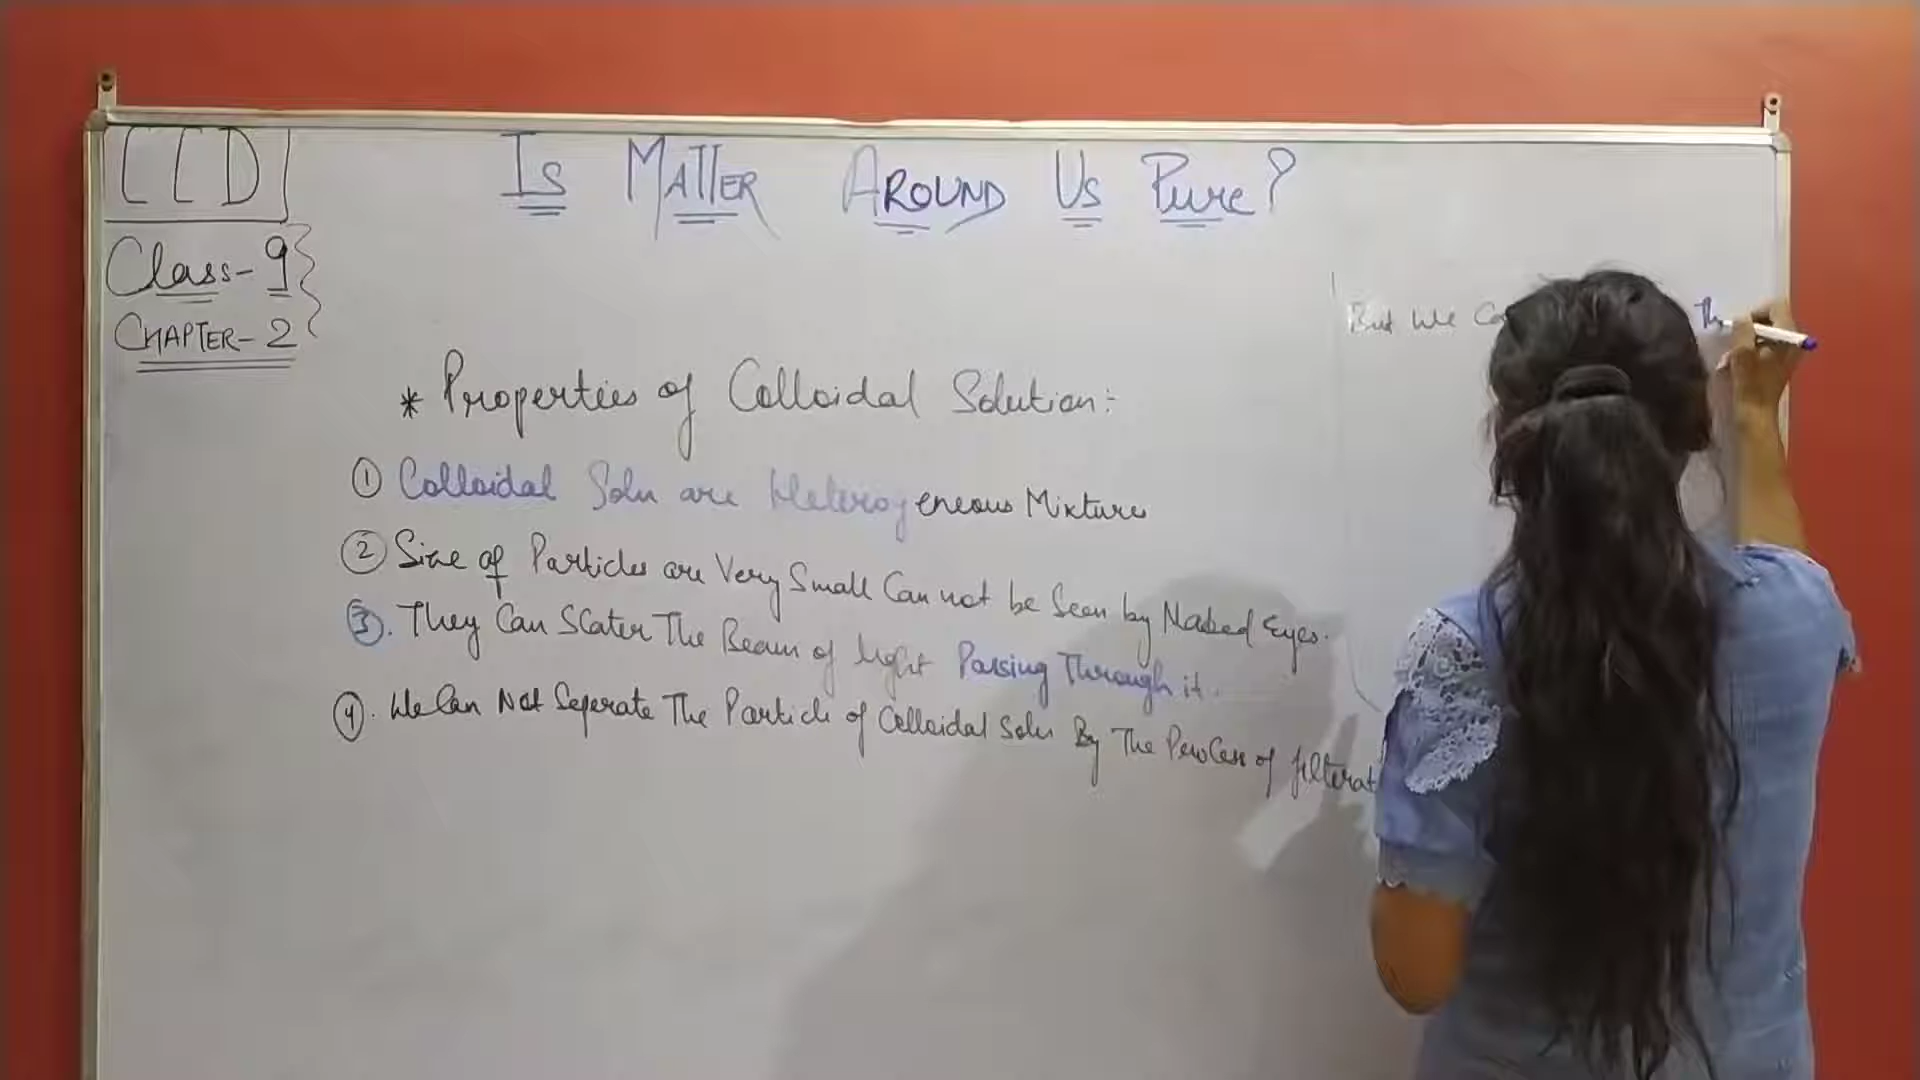 CCD
Is MATTER AROUND Us Pure?
Class-9
CHAPTER-2
* Properties of Colloidal Solution:
① Colloidal Soln are Heterogeneous Mixture
② Size of Particles are Very Small Can not be Seen by Naked Eyes.
③. They Can Scater The Beam of light Passing Through it.
④. We Can Not Seperate The Particle of Colloidal Soln By The Process of filterat
But We